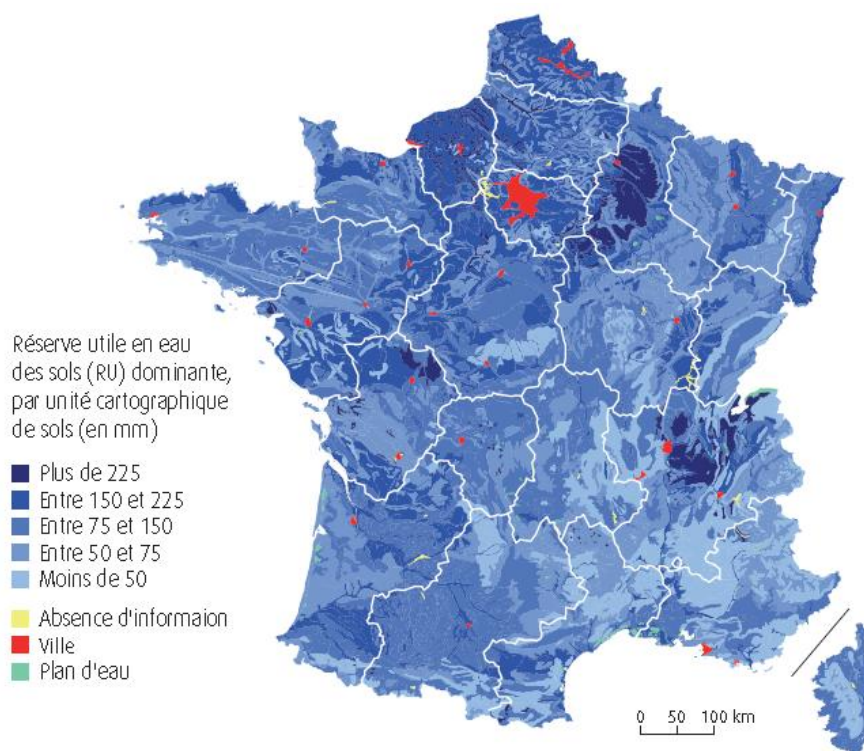 Réserve utile en eau
des sols (RU) dominante,
par unité cartographique
de sols (en mm)
Plus de 225
Entre 150 et 225
Entre 75 et 150
Entre 50 et 75
Moins de 50
Absence d'informaion
Ville
Plan d'eau
0 50 100 km